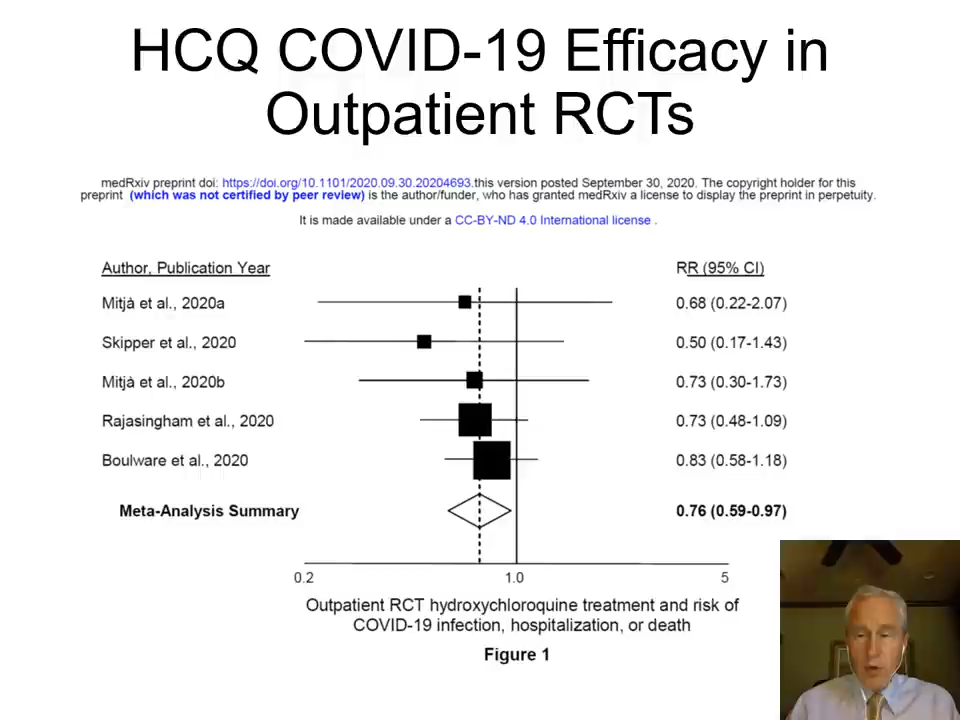 HCQ COVID-19 Efficacy in
Outpatient RCTs
medRxiv preprint doi: https://doi.org/10.1101/2020.09.30.20204693.this version posted September 30, 2020. The copyright holder for this
preprint (which was not certified by peer review) is the author/funder, who has granted medRxiv a license to display the preprint in perpetuity.
It is made available under a CC-BY-ND 4.0 International license .
Author, Publication Year RR (95% CI)
Mitjà et al., 2020a 0.68 (0.22-2.07)
Skipper et al., 2020 0.50 (0.17-1.43)
Mitjà et al., 2020b 0.73 (0.30-1.73)
Rajasingham et al., 2020 0.73 (0.48-1.09)
Boulware et al., 2020 0.83 (0.58-1.18)
Meta-Analysis Summary 0.76 (0.59-0.97)
0.2 1.0 5
Outpatient RCT hydroxychloroquine treatment and risk of
COVID-19 infection, hospitalization, or death
Figure 1